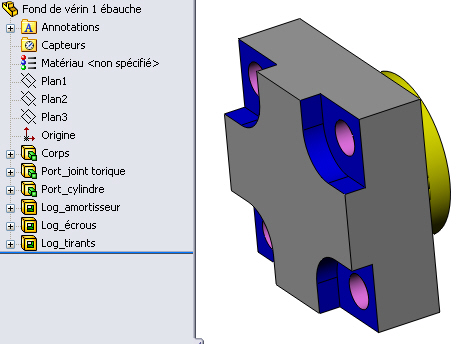 Fond de vérin 1 ébauche
Annotations
Capteurs
Matériau <non spécifié>
Plan1
Plan2
Plan3
Origine
Corps
Port_joint torique
Port_cylindre
Log_amortisseur
Log_écrous
Log_tirants